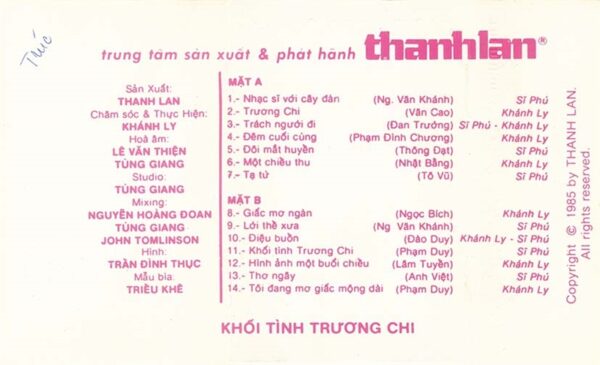 Thức
trung tâm sản xuất & phát hành thanhlan®
Sản Xuất:
THANH LAN
Chăm sóc & Thực Hiện:
KHÁNH LY
Hoà âm:
LÊ VĂN THIỆN
TÙNG GIANG
Studio:
TÙNG GIANG
Mixing:
NGUYỄN HOÀNG ĐOAN
TÙNG GIANG
JOHN TOMLINSON
Hình:
TRẦN ĐÌNH THỤC
Mẫu bìa:
TRIỀU KHÊ
MẶT A
1.- Nhạc sĩ với cây đàn (Ng. Văn Khánh) Sĩ Phú
2.- Trương Chi (Văn Cao) Khánh Ly
3.- Trách người đi (Đan Trường) Sĩ Phú - Khánh Ly
4.- Đêm cuối cùng (Phạm Đình Chương) Khánh Ly
5.- Đôi mắt huyền (Thông Đạt) Sĩ Phú
6.- Một chiều thu (Nhật Bằng) Khánh Ly
7.- Tạ từ (Tô Vũ) Sĩ Phú
MẶT B
8.- Giấc mơ ngàn (Ngọc Bích) Khánh Ly
9.- Lời thề xưa (Ng Văn Khánh) Sĩ Phú
10.- Điệu buồn (Đào Duy) Khánh Ly - Sĩ Phú
11.- Khối tình Trương Chi (Phạm Duy) Sĩ Phú
12.- Hình ảnh một buổi chiều (Lâm Tuyền) Khánh Ly
13.- Thơ ngây (Anh Việt) Sĩ Phú
14.- Tôi đang mơ giấc mộng dài (Phạm Duy) Khánh Ly
Copyright © 1985 by THANH LAN.
All rights reserved.
KHỐI TÌNH TRƯƠNG CHI